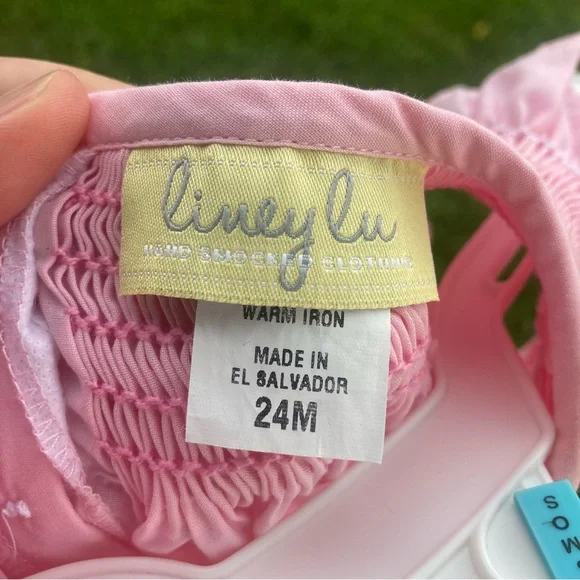 liney lu
HAND SMOCKED CLOTHING
WARM IRON
MADE IN
EL SALVADOR
24M